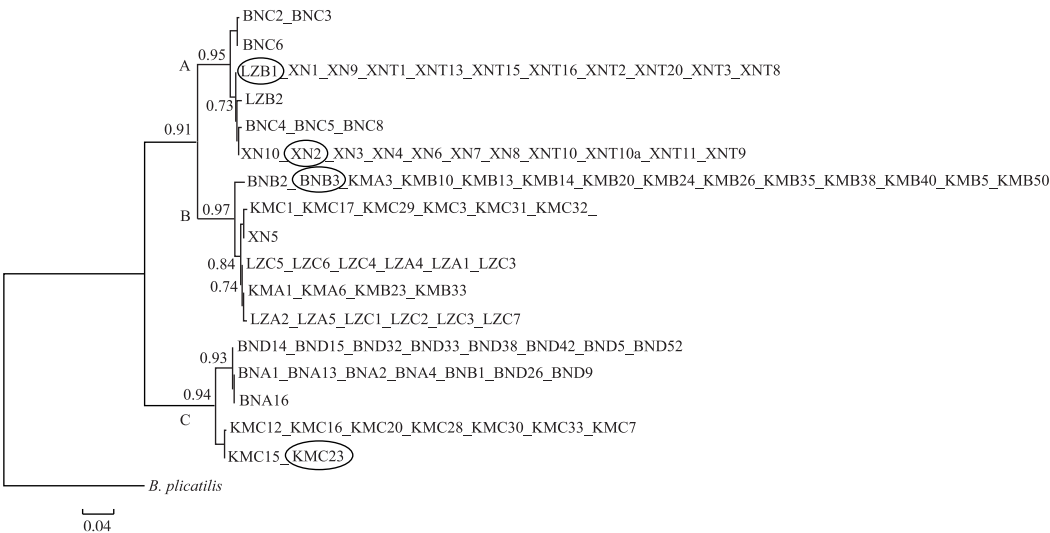 BNC2_BNC3
BNC6
0.95
A
LZB1_XN1_XN9_XNT1_XNT13_XNT15_XNT16_XNT2_XNT20_XNT3_XNT8
LZB2
0.73
BNC4_BNC5_BNC8
0.91
XN10_XN2_XN3_XN4_XN6_XN7_XN8_XNT10_XNT10a_XNT11_XNT9
BNB2_BNB3_KMA3_KMB10_KMB13_KMB14_KMB20_KMB24_KMB26_KMB35_KMB38_KMB40_KMB5_KMB50
0.97
KMC1_KMC17_KMC29_KMC3_KMC31_KMC32_
B
XN5
0.84
LZC5_LZC6_LZC4_LZA4_LZA1_LZC3
0.74
KMA1_KMA6_KMB23_KMB33
LZA2_LZA5_LZC1_LZC2_LZC3_LZC7
BND14_BND15_BND32_BND33_BND38_BND42_BND5_BND52
0.93
BNA1_BNA13_BNA2_BNA4_BNB1_BND26_BND9
0.94
BNA16
C
KMC12_KMC16_KMC20_KMC28_KMC30_KMC33_KMC7
KMC15_KMC23
B. plicatilis
0.04